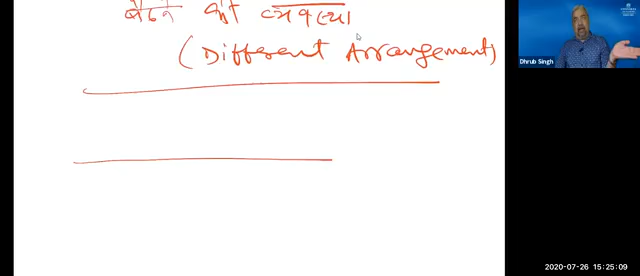 बैठने की व्यवस्था
(Different Arrangement)
Dhrub Singh
2020-07-26 15:25:09